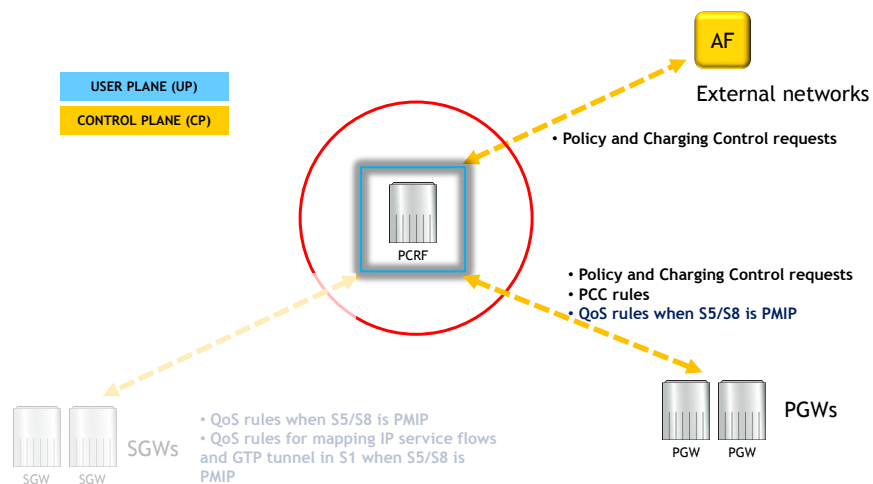 AF
External networks
USER PLANE (UP)
CONTROL PLANE (CP)
• Policy and Charging Control requests
PCRF
• Policy and Charging Control requests
• PCC rules
• QoS rules when S5/S8 is PMIP
PGW
PGW
PGWs
SGW
SGW
SGWs
• QoS rules when S5/S8 is PMIP
• QoS rules for mapping IP service flows
and GTP tunnel in S1 when S5/S8 is
PMIP